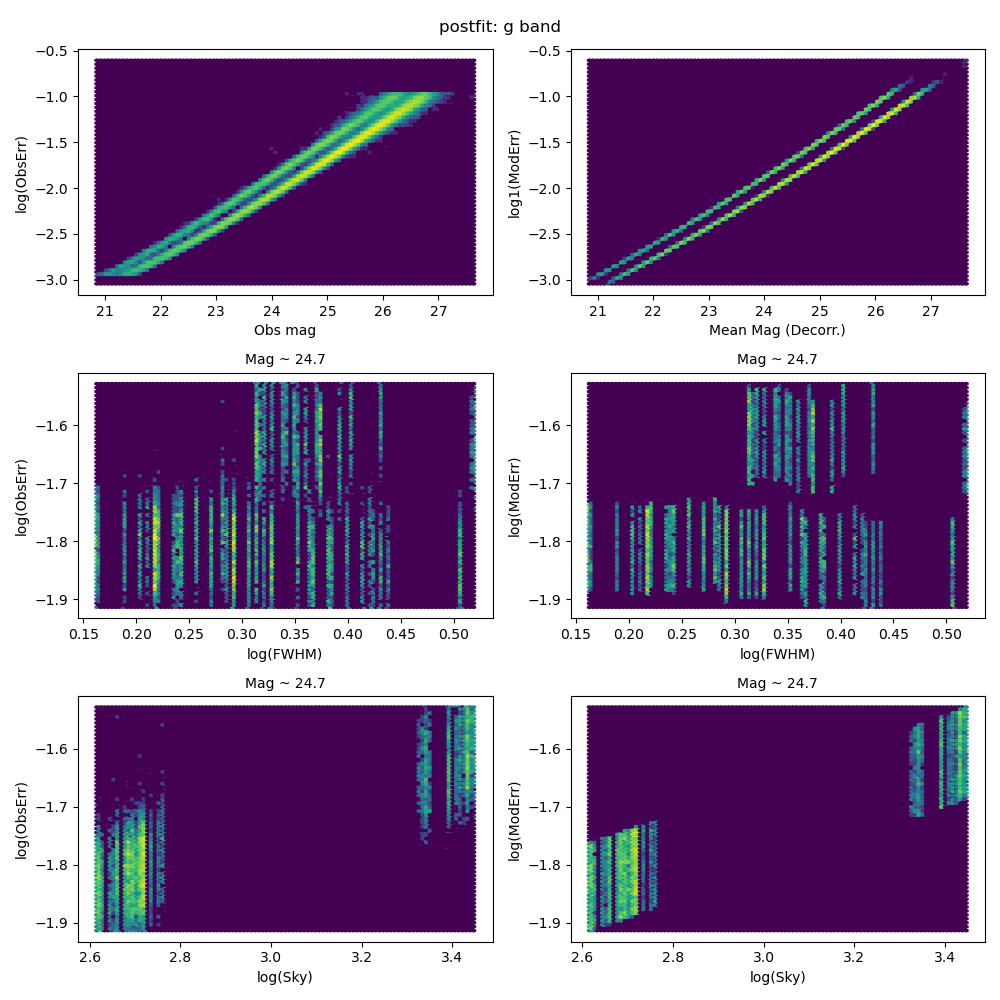 postfit: g band
−0.5
−1.0
−1.5
−2.0
−2.5
−3.0
log(ObsErr)
21 22 23 24 25 26 27
Obs mag
−0.5
−1.0
−1.5
−2.0
−2.5
−3.0
log1(ModErr)
21 22 23 24 25 26 27
Mean Mag (Decorr.)
Mag ~ 24.7
−1.6
−1.7
−1.8
−1.9
log(ObsErr)
0.15 0.20 0.25 0.30 0.35 0.40 0.45 0.50
log(FWHM)
Mag ~ 24.7
−1.6
−1.7
−1.8
−1.9
log(ModErr)
0.15 0.20 0.25 0.30 0.35 0.40 0.45 0.50
log(FWHM)
Mag ~ 24.7
−1.6
−1.7
−1.8
−1.9
log(ObsErr)
2.6 2.8 3.0 3.2 3.4
log(Sky)
Mag ~ 24.7
−1.6
−1.7
−1.8
−1.9
log(ModErr)
2.6 2.8 3.0 3.2 3.4
log(Sky)